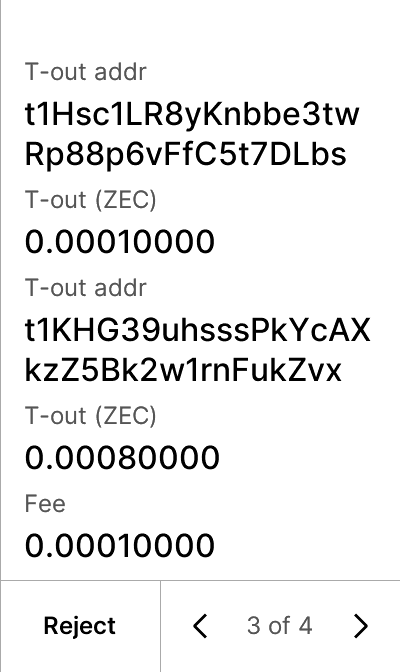 T-out addr
t1Hsc1LR8yKnbbe3tw
Rp88p6vFfC5t7DLbs
T-out (ZEC)
0.00010000
T-out addr
t1KHG39uhsssPkYcAX
kzZ5Bk2w1rnFukZvx
T-out (ZEC)
0.00080000
Fee
0.00010000
Reject
3 of 4